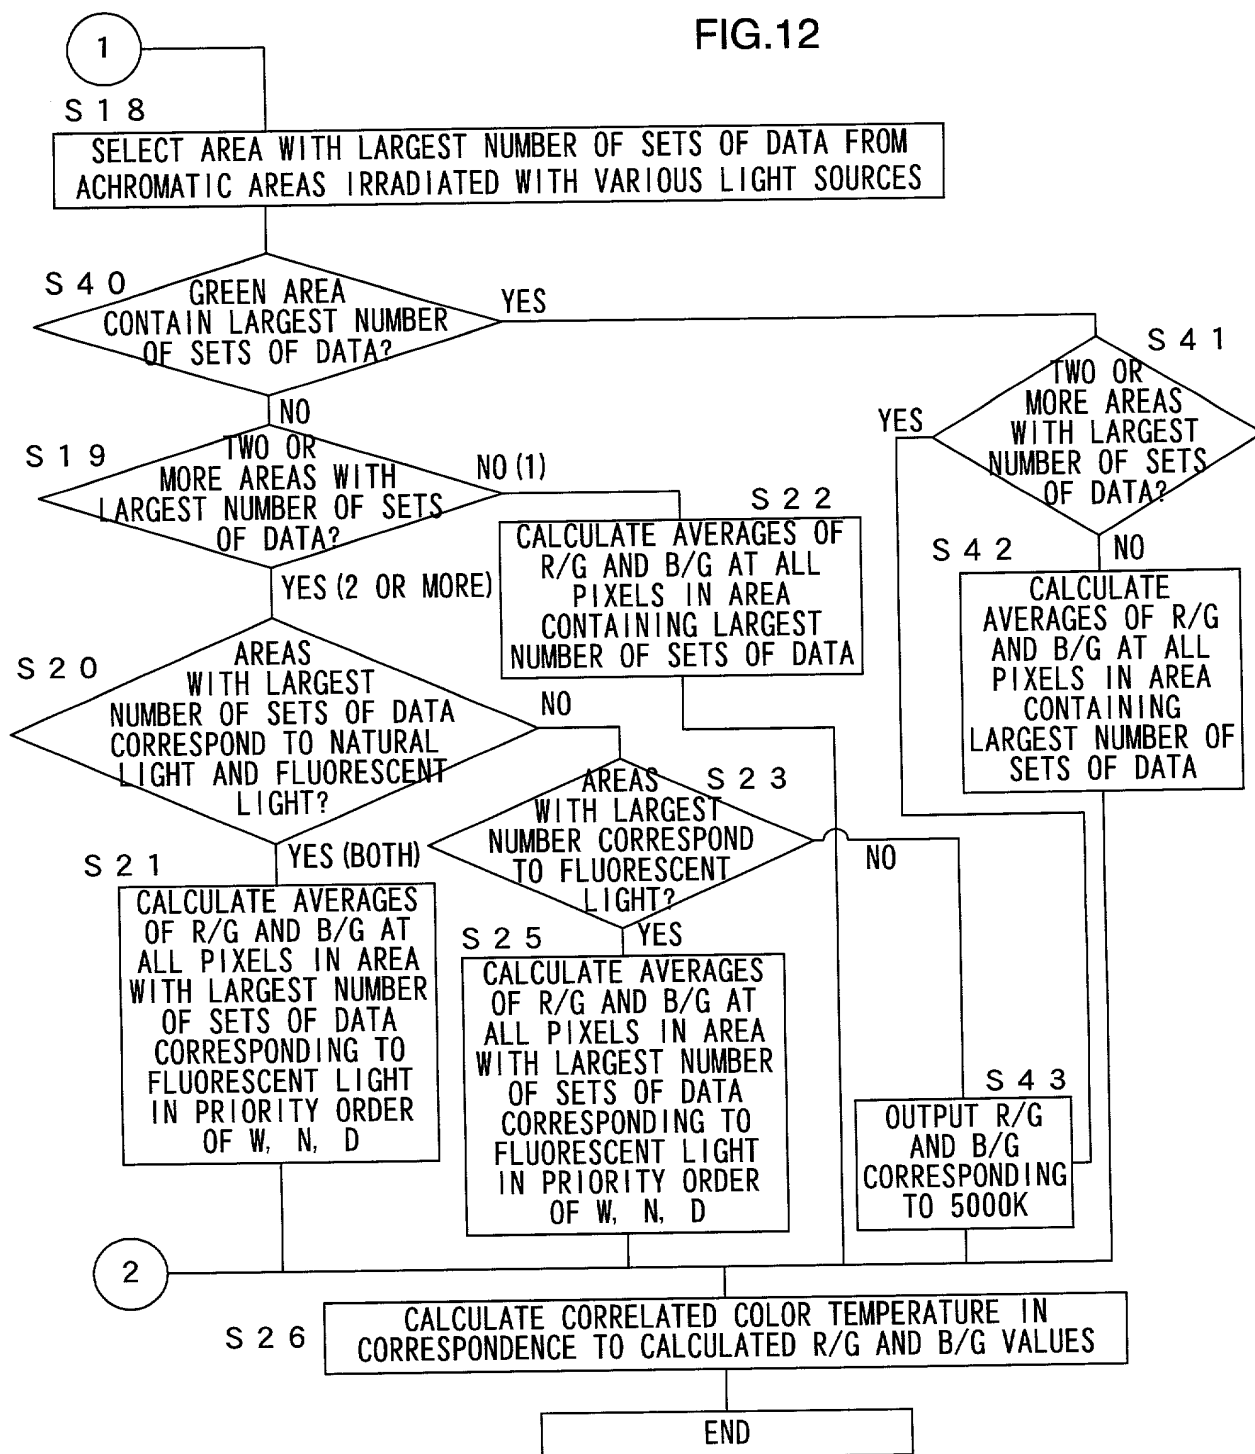 FIG.12
1
S18
SELECT AREA WITH LARGEST NUMBER OF SETS OF DATA FROM
ACHROMATIC AREAS IRRADIATED WITH VARIOUS LIGHT SOURCES
S40
GREEN AREA
CONTAIN LARGEST NUMBER
OF SETS OF DATA?
YES
NO
S41
TWO OR
MORE AREAS
WITH LARGEST
NUMBER OF SETS
OF DATA?
YES
NO
S19
TWO OR
MORE AREAS WITH
LARGEST NUMBER OF SETS
OF DATA?
NO(1)
YES(2 OR MORE)
S22
CALCULATE AVERAGES OF
R/G AND B/G AT ALL
PIXELS IN AREA
CONTAINING LARGEST
NUMBER OF SETS OF DATA
S42
CALCULATE
AVERAGES OF R/G
AND B/G AT ALL
PIXELS IN AREA
CONTAINING
LARGEST NUMBER OF
SETS OF DATA
S20
AREAS
WITH LARGEST
NUMBER OF SETS OF DATA
CORRESPOND TO NATURAL
LIGHT AND FLUORESCENT
LIGHT?
NO
YES(BOTH)
S23
AREAS
WITH LARGEST
NUMBER CORRESPOND
TO FLUORESCENT
LIGHT?
NO
YES
S21
CALCULATE AVERAGES
OF R/G AND B/G AT
ALL PIXELS IN AREA
WITH LARGEST NUMBER
OF SETS OF DATA
CORRESPONDING TO
FLUORESCENT LIGHT
IN PRIORITY ORDER
OF W, N, D
S25
CALCULATE AVERAGES
OF R/G AND B/G AT
ALL PIXELS IN AREA
WITH LARGEST NUMBER
OF SETS OF DATA
CORRESPONDING TO
FLUORESCENT LIGHT
IN PRIORITY ORDER
OF W, N, D
S43
OUTPUT R/G
AND B/G
CORRESPONDING
TO 5000K
2
S26
CALCULATE CORRELATED COLOR TEMPERATURE IN
CORRESPONDENCE TO CALCULATED R/G AND B/G VALUES
END